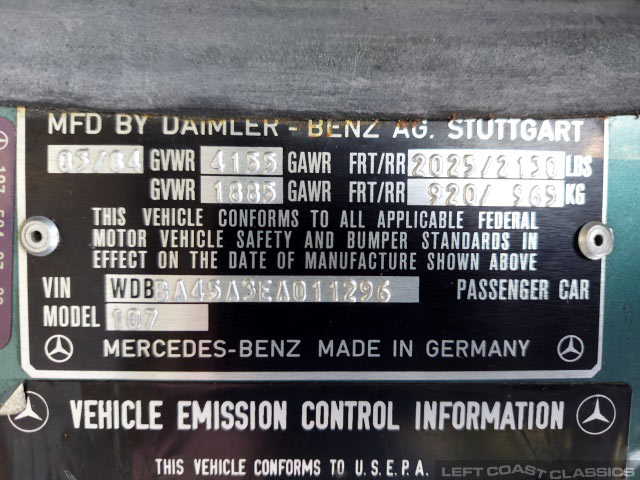 MFD BY DAIMLER - BENZ AG. STUTTGART
03/84 GVWR 4155 GAWR FRT/RR 2025/2130 LBS
GVWR 1885 GAWR FRT/RR 920/ 965 KG
THIS VEHICLE CONFORMS TO ALL APPLICABLE FEDERAL
MOTOR VEHICLE SAFETY AND BUMPER STANDARDS IN
EFFECT ON THE DATE OF MANUFACTURE SHOWN ABOVE
VIN WDBBA45A3EA011296 PASSENGER CAR
MODEL 107
MERCEDES-BENZ MADE IN GERMANY
VEHICLE EMISSION CONTROL INFORMATION
THIS VEHICLE CONFORMS TO U.S.E.P.A.
LEFT COAST CLASSICS